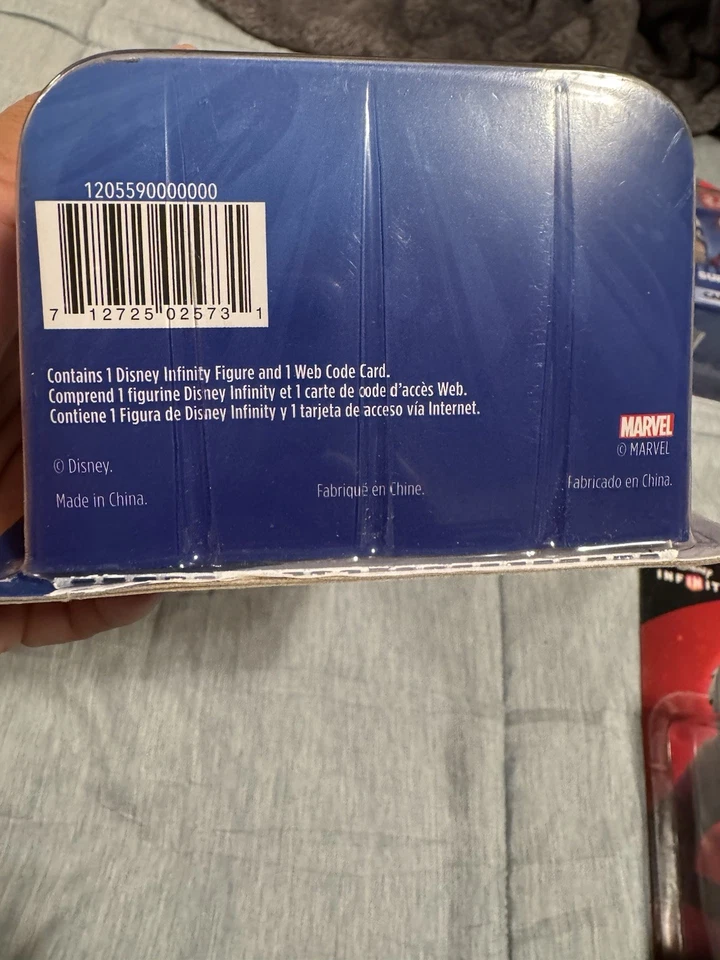 1205590000000
7 12725 02573 1
Contains 1 Disney Infinity Figure and 1 Web Code Card.
Comprend 1 figurine Disney Infinity et 1 carte de code d'accès Web.
Contiene 1 Figura de Disney Infinity y 1 tarjeta de acceso vía Internet.
MARVEL
© MARVEL
© Disney.
Made in China.
Fabriqué en Chine.
Fabricado en China.